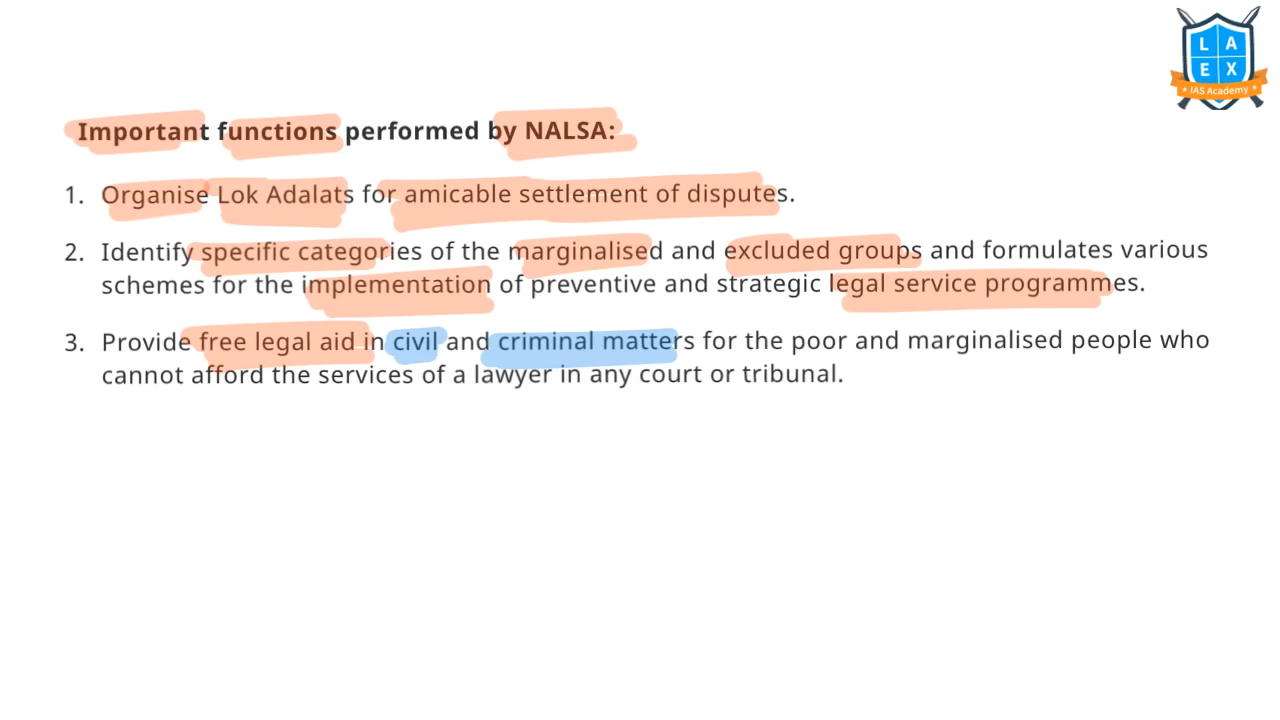 L A
E X
★ IAS Academy ★
Important functions performed by NALSA:
1. Organise Lok Adalats for amicable settlement of disputes.
2. Identify specific categories of the marginalised and excluded groups and formulates various
schemes for the implementation of preventive and strategic legal service programmes.
3. Provide free legal aid in civil and criminal matters for the poor and marginalised people who
cannot afford the services of a lawyer in any court or tribunal.